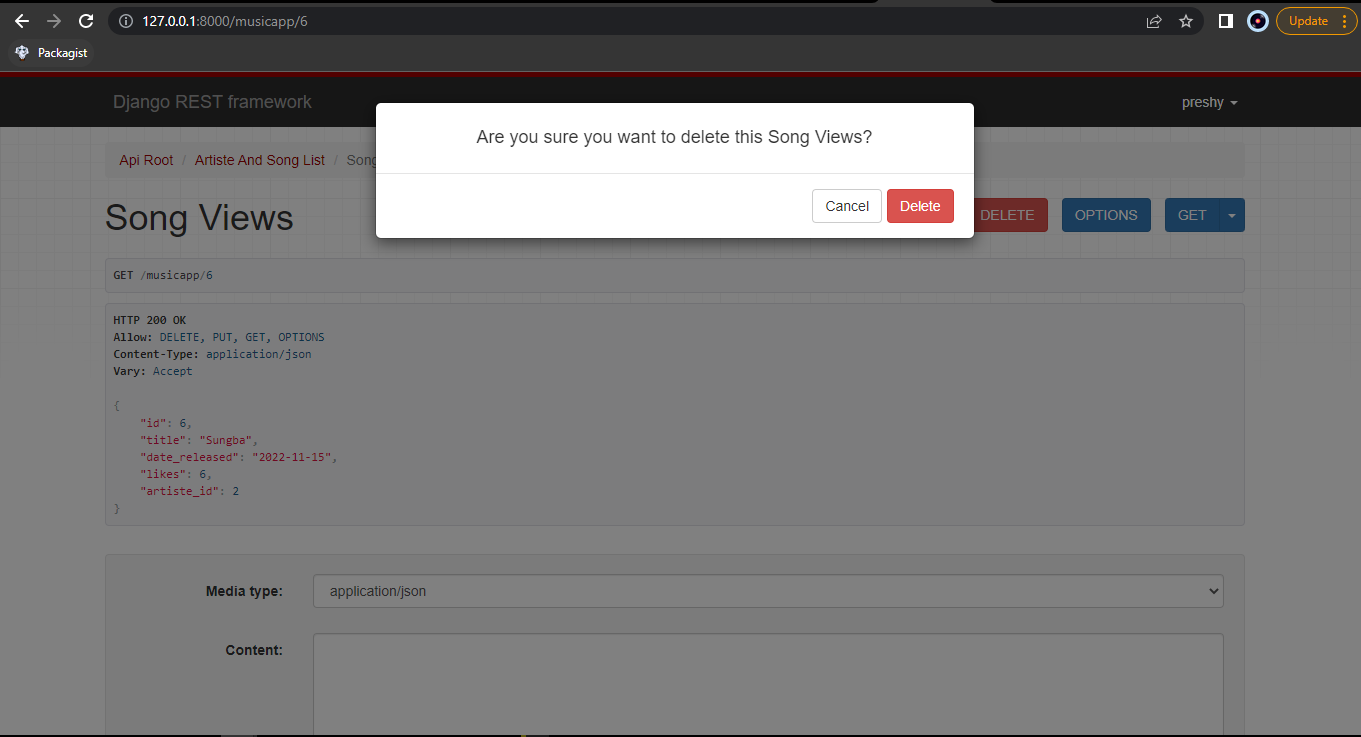 127.0.0.1:8000/musicapp/6
Update
Packagist
Django REST framework
preshy
Are you sure you want to delete this Song Views?
Cancel
Delete
Api Root / Artiste And Song List / Song
Song Views
DELETE
OPTIONS
GET
GET /musicapp/6
HTTP 200 OK
Allow: DELETE, PUT, GET, OPTIONS
Content-Type: application/json
Vary: Accept
{
"id": 6,
"title": "Sungba",
"date_released": "2022-11-15",
"likes": 6,
"artiste_id": 2
}
Media type:
application/json
Content: